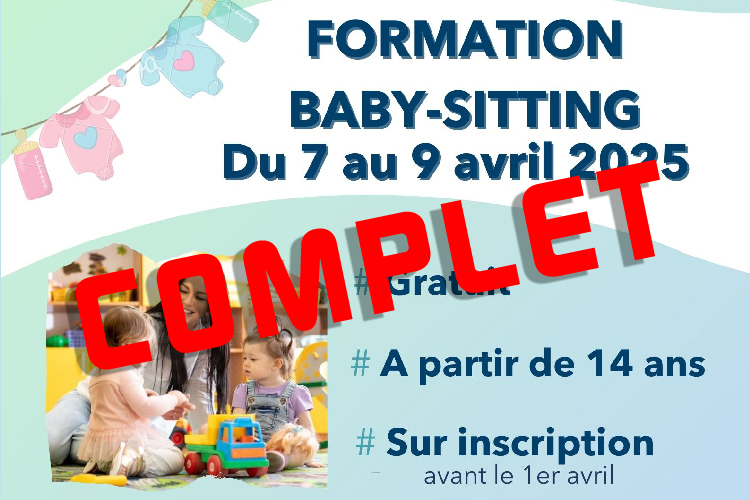 FORMATION
BABY-SITTING
Du 7 au 9 avril 2025
COMPLET
# Gratuit
# A partir de 14 ans
# Sur inscription
avant le 1er avril